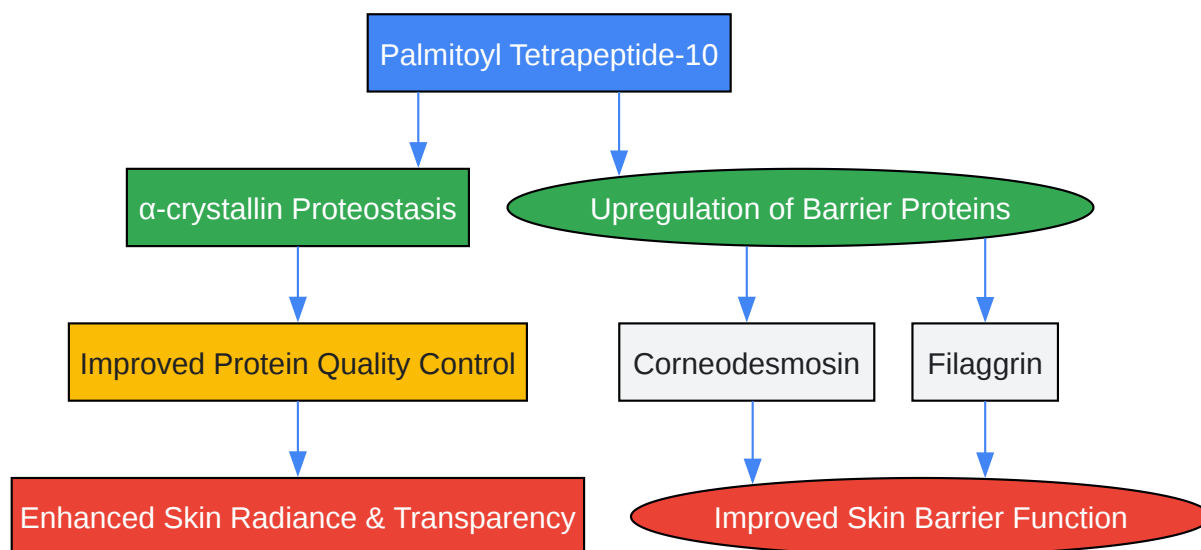 Palmitoyl Tetrapeptide-10
α-crystallin Proteostasis
Upregulation of Barrier Proteins
Improved Protein Quality Control
Corneodesmosin
Filaggrin
Enhanced Skin Radiance & Transparency
Improved Skin Barrier Function